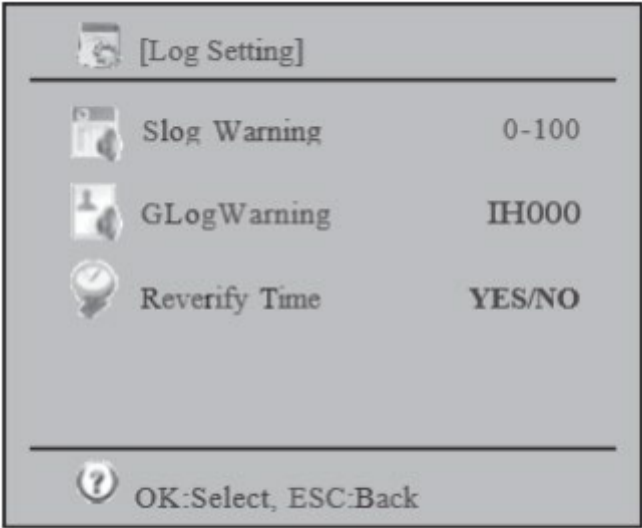 [Log Setting]
Slog Warning 0-100
GLogWarning IH000
Reverify Time YES/NO
OK:Select, ESC:Back